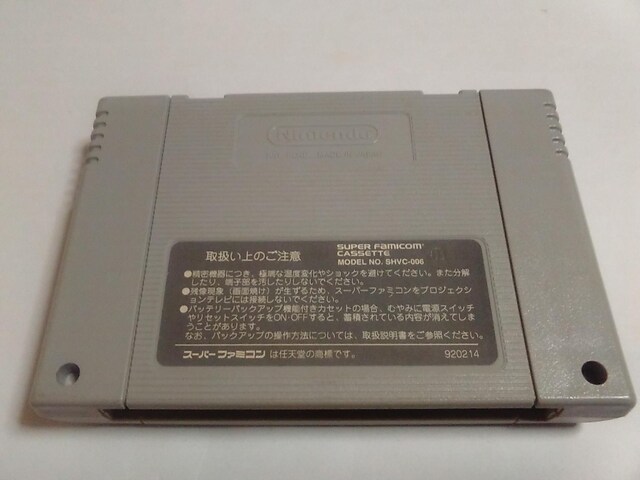 Nintendo
取扱い上のご注意
SUPER FAMICOM
CASSETTE
MODEL NO. SHVC-006
●精密機器につき、極端な温度変化やショックを避けてください。また分解
したり、端子部を汚したりしないでください。
●残像現象（画面焼け）が生ずるため、スーパーファミコンをプロジェクシ
ョンテレビには接続しないでください。
●バッテリーバックアップ機能付きカセットの場合、むやみに電源スイッチ
やリセットスイッチをON・OFFすると、蓄積されている内容が消えてしま
うことがあります。
なお、バックアップの操作方法については、取扱説明書をご参照ください。
スーパーファミコン は任天堂の商標です。
920214